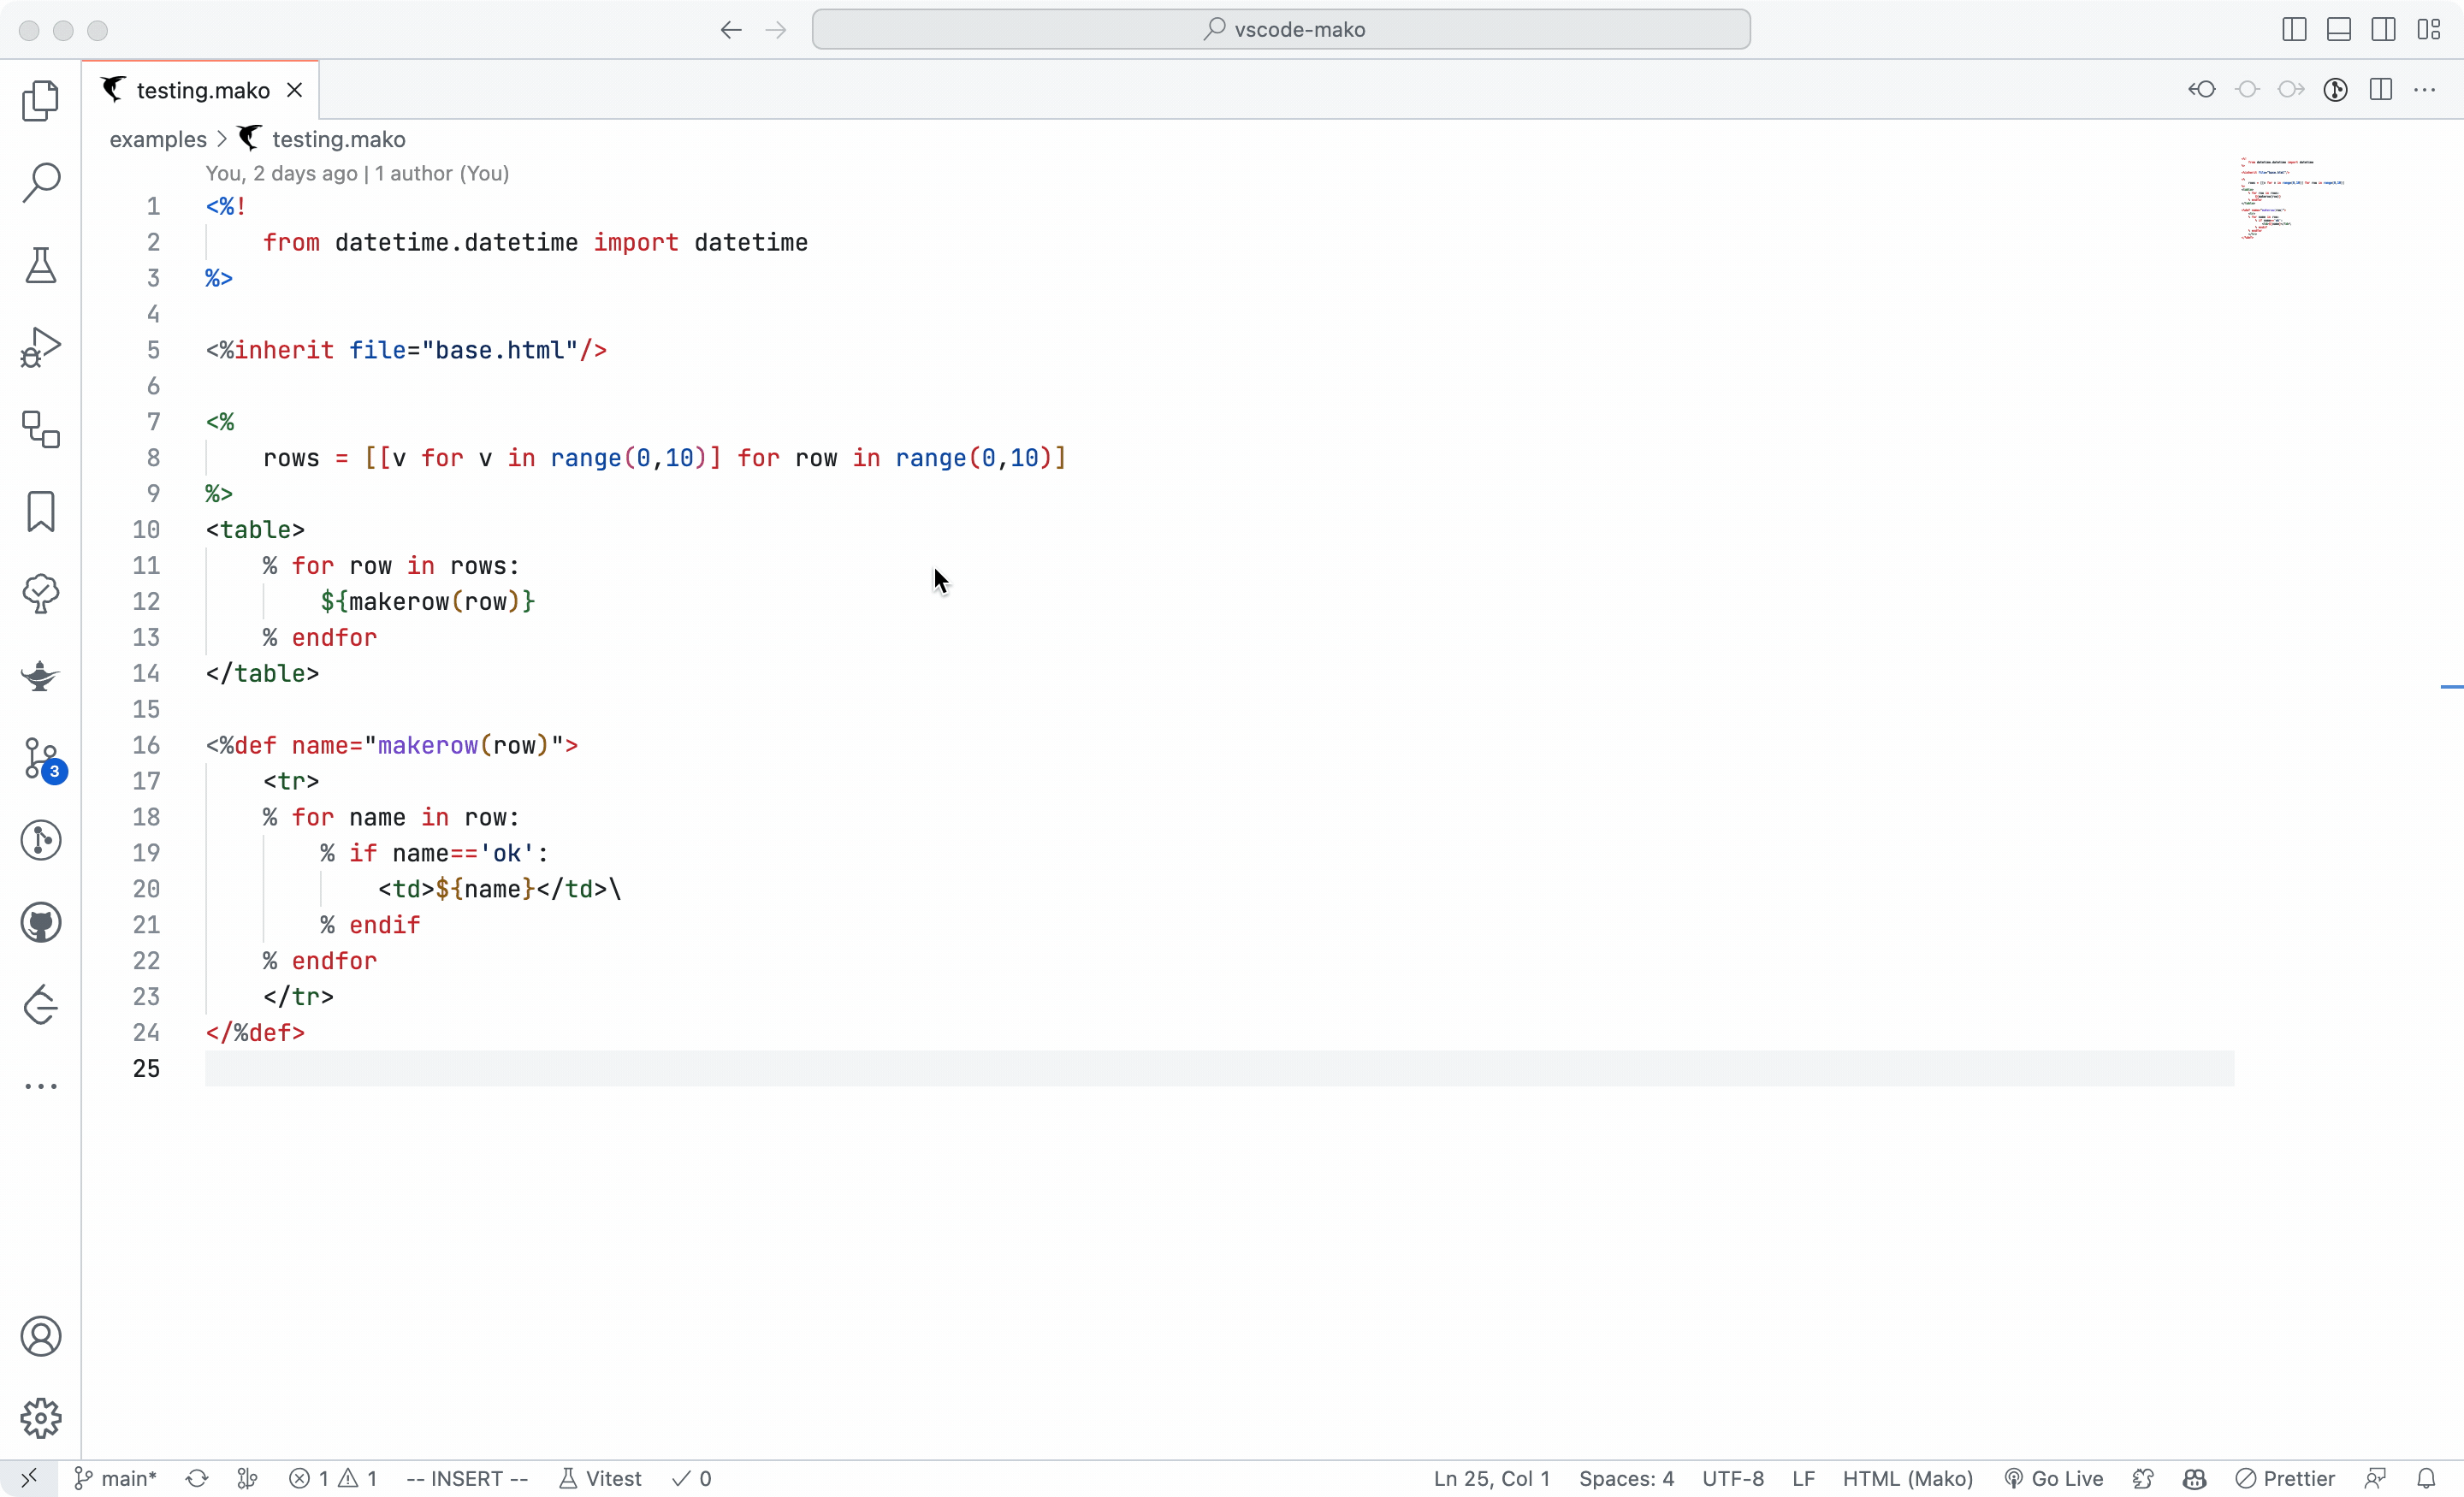 vscode-mako
testing.mako
examples > testing.mako
You, 2 days ago | 1 author (You)
1 <%!
2     from datetime.datetime import datetime
3 %>
4
5 <%inherit file="base.html"/>
6
7 <%
8     rows = [[v for v in range(0,10)] for row in range(0,10)]
9 %>
10 <table>
11     % for row in rows:
12         ${makerow(row)}
13     % endfor
14 </table>
15
16 <%def name="makerow(row)">
17     <tr>
18     % for name in row:
19         % if name=='ok':
20             <td>${name}</td>\
21         % endif
22     % endfor
23     </tr>
24 </%def>
25
3
main* 1 1 -- INSERT -- Vitest 0 Ln 25, Col 1 Spaces: 4 UTF-8 LF HTML (Mako) Go Live Prettier